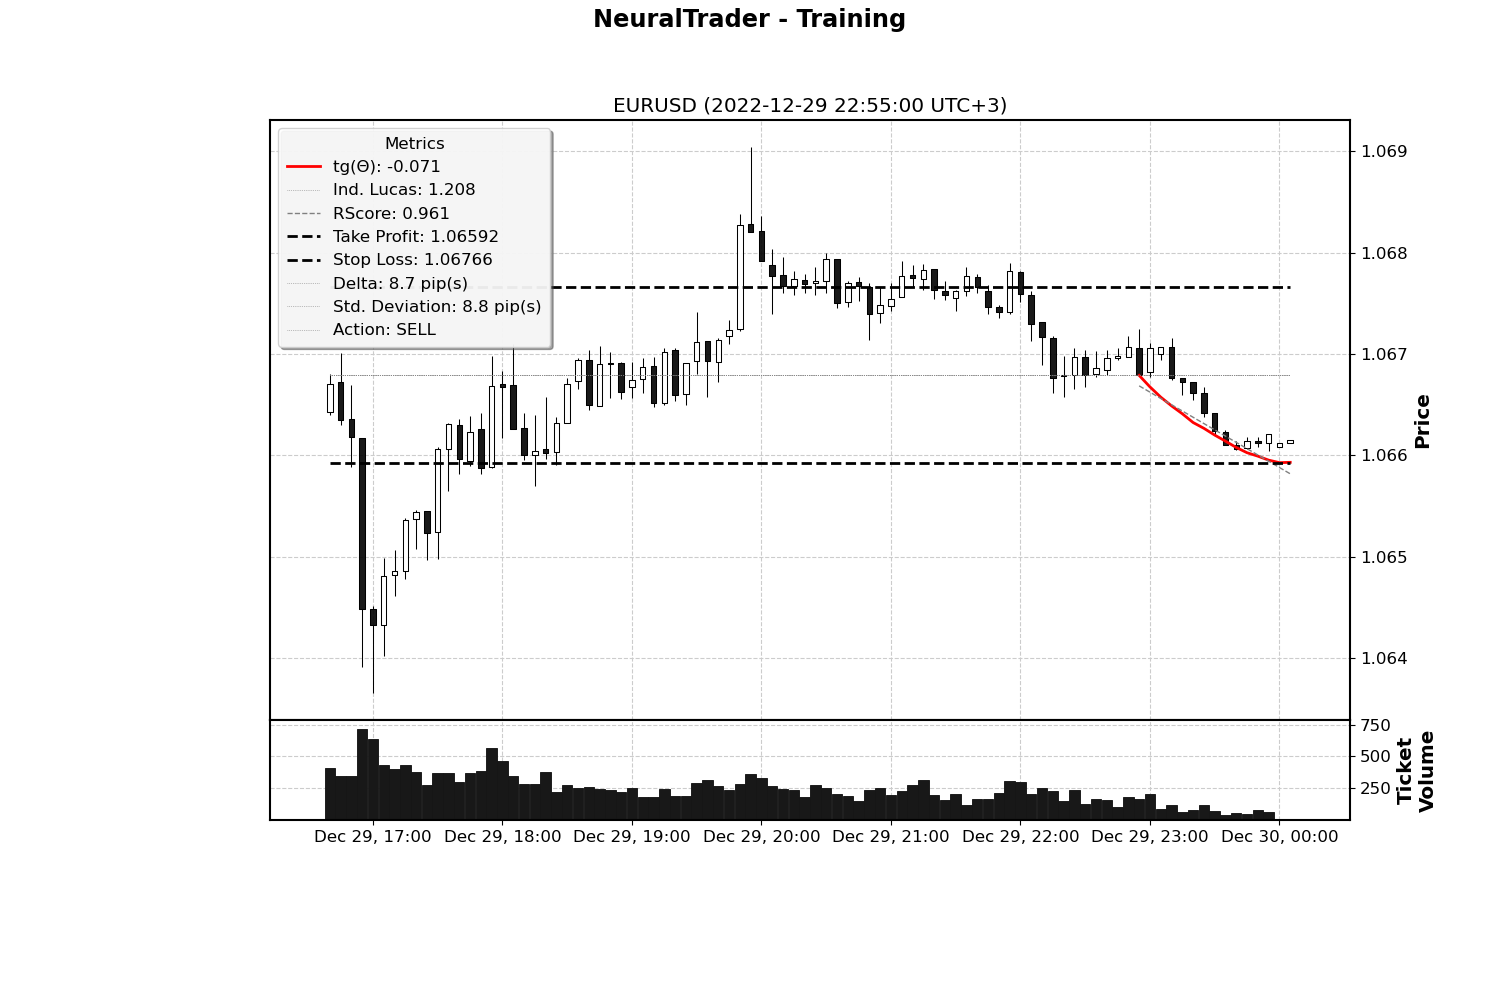 NeuralTrader - Training
EURUSD (2022-12-29 22:55:00 UTC+3)
Metrics
tg(Θ): -0.071
Ind. Lucas: 1.208
RScore: 0.961
Take Profit: 1.06592
Stop Loss: 1.06766
Delta: 8.7 pip(s)
Std. Deviation: 8.8 pip(s)
Action: SELL
1.069
1.068
1.067
1.066
1.065
1.064
Price
750
500
250
Ticket
Volume
Dec 29, 17:00 Dec 29, 18:00 Dec 29, 19:00 Dec 29, 20:00 Dec 29, 21:00 Dec 29, 22:00 Dec 29, 23:00 Dec 30, 00:00